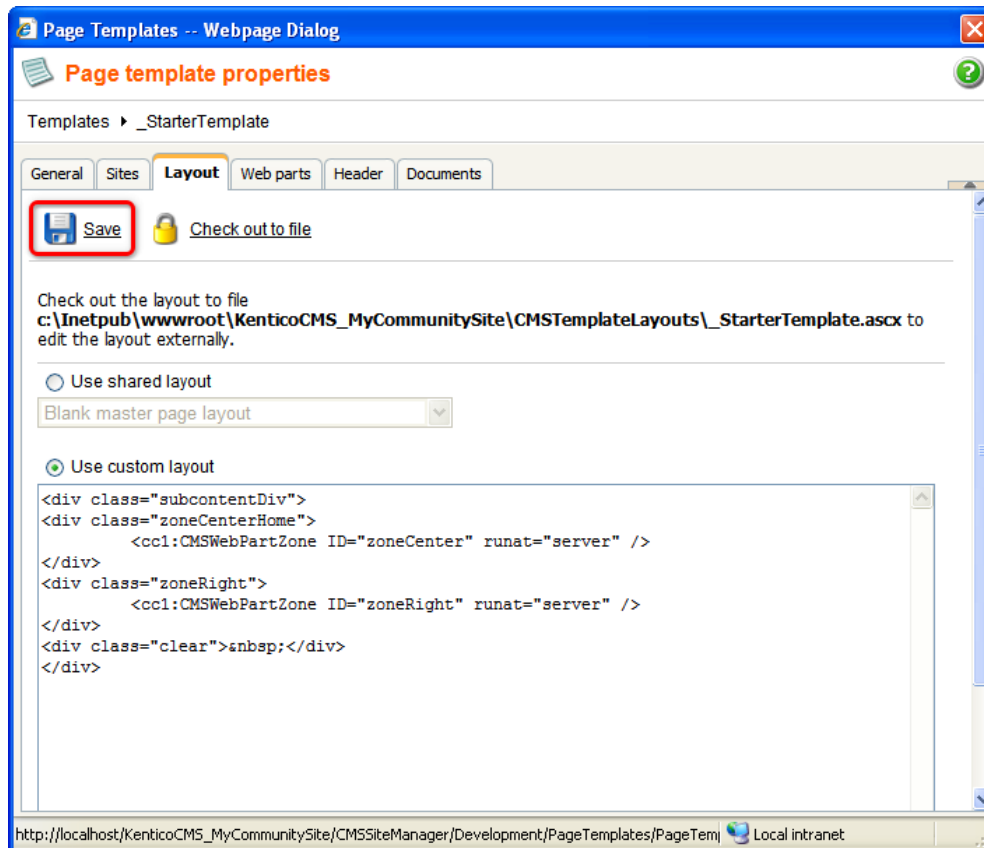 Page Templates -- Webpage Dialog
Page template properties
Templates ▸ _StarterTemplate
General Sites Layout Web parts Header Documents
Save Check out to file
Check out the layout to file
c:\Inetpub\wwwroot\KenticoCMS_MyCommunitySite\CMSTemplateLayouts\_StarterTemplate.ascx to
edit the layout externally.
Use shared layout
Blank master page layout
Use custom layout
<div class="subcontentDiv">
<div class="zoneCenterHome">
<cc1:CMSWebPartZone ID="zoneCenter" runat="server" />
</div>
<div class="zoneRight">
<cc1:CMSWebPartZone ID="zoneRight" runat="server" />
</div>
<div class="clear">&nbsp;</div>
</div>
http://localhost/KenticoCMS_MyCommunitySite/CMSSiteManager/Development/PageTemplates/PageTem Local intranet